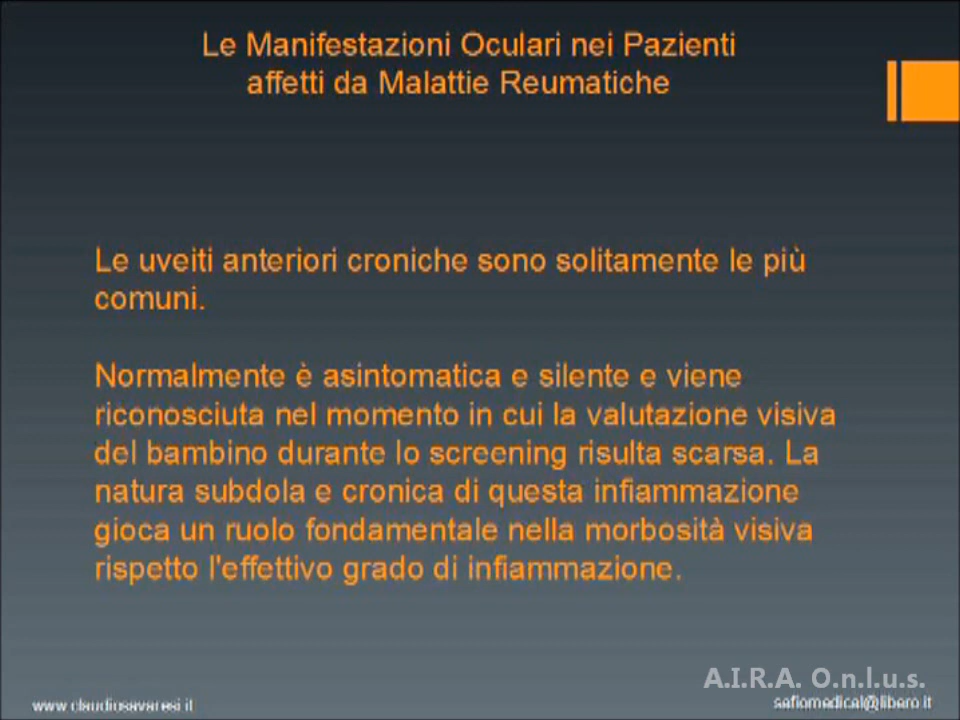 Le Manifestazioni Oculari nei Pazienti
affetti da Malattie Reumatiche
Le uveiti anteriori croniche sono solitamente le più
comuni.
Normalmente è asintomatica e silente e viene
riconosciuta nel momento in cui la valutazione visiva
del bambino durante lo screening risulta scarsa. La
natura subdola e cronica di questa infiammazione
gioca un ruolo fondamentale nella morbosità visiva
rispetto l'effettivo grado di infiammazione.
A.I.R.A. O.n.l.u.s.
www.claudiosavaresi.it
safiomedical@libero.it